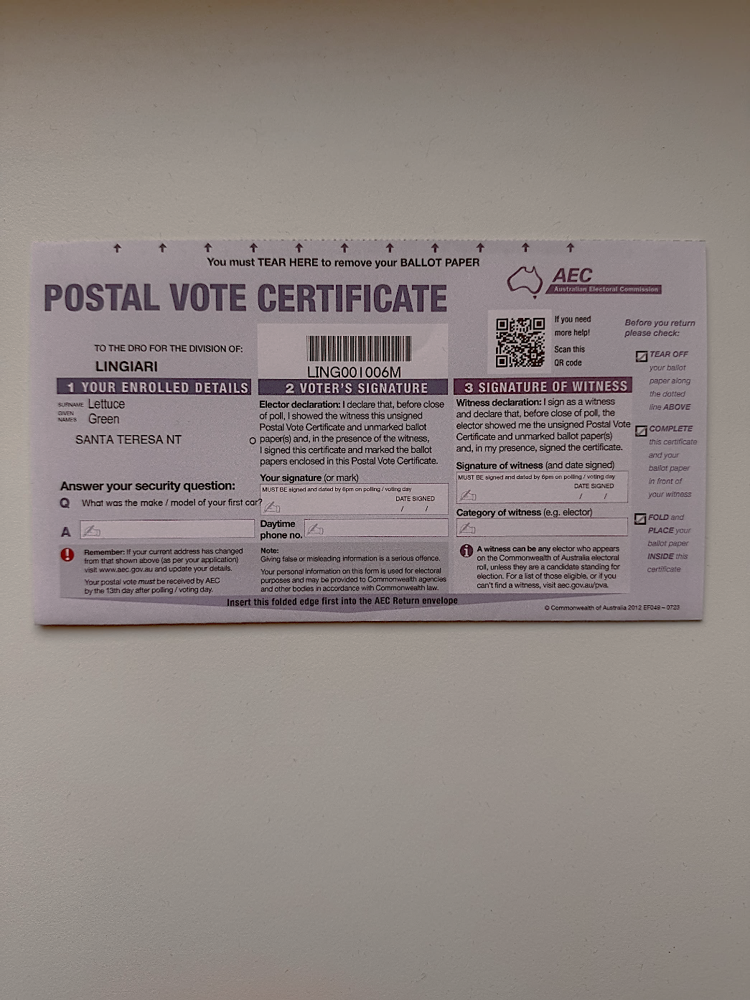 You must TEAR HERE to remove your BALLOT PAPER
AEC
Australian Electoral Commission
POSTAL VOTE CERTIFICATE
TO THE DRO FOR THE DIVISION OF:
LINGIARI
LING001006M
If you need
more help!
Scan this
QR code
1 YOUR ENROLLED DETAILS
SURNAME Lettuce
GIVEN NAMES Green
SANTA TERESA NT
O
Answer your security question:
Q What was the make / model of your first car?
A
Remember: If your current address has changed
from that shown above (as per your application)
visit www.aec.gov.au and update your details.
Your postal vote must be received by AEC
by the 13th day after polling / voting day.
2 VOTER'S SIGNATURE
Elector declaration: I declare that, before close
of poll, I showed the witness this unsigned
Postal Vote Certificate and unmarked ballot
paper(s) and, in the presence of the witness,
I signed this certificate and marked the ballot
papers enclosed in this Postal Vote Certificate.
Your signature (or mark)
MUST BE signed and dated by 6pm on polling / voting day
DATE SIGNED
/ /
Daytime
phone no.
Note:
Giving false or misleading information is a serious offence.
Your personal information on this form is used for electoral
purposes and may be provided to Commonwealth agencies
and other bodies in accordance with Commonwealth law.
3 SIGNATURE OF WITNESS
Witness declaration: I sign as a witness
and declare that, before close of poll, the
elector showed me the unsigned Postal Vote
Certificate and unmarked ballot paper(s)
and, in my presence, signed the certificate.
Signature of witness (and date signed)
MUST BE signed and dated by 6pm on polling / voting day
DATE SIGNED
/ /
Category of witness (e.g. elector)
A witness can be any elector who appears
on the Commonwealth of Australia electoral
roll, unless they are a candidate standing for
election. For a list of those eligible, or if you
can't find a witness, visit aec.gov.au/pva.
Before you return
please check:
TEAR OFF
your ballot
paper along
the dotted
line ABOVE
COMPLETE
this certificate
and your
ballot paper
in front of
your witness
FOLD and
PLACE your
ballot paper
INSIDE this
certificate
Insert this folded edge first into the AEC Return envelope
© Commonwealth of Australia 2012 EF049 – 0723